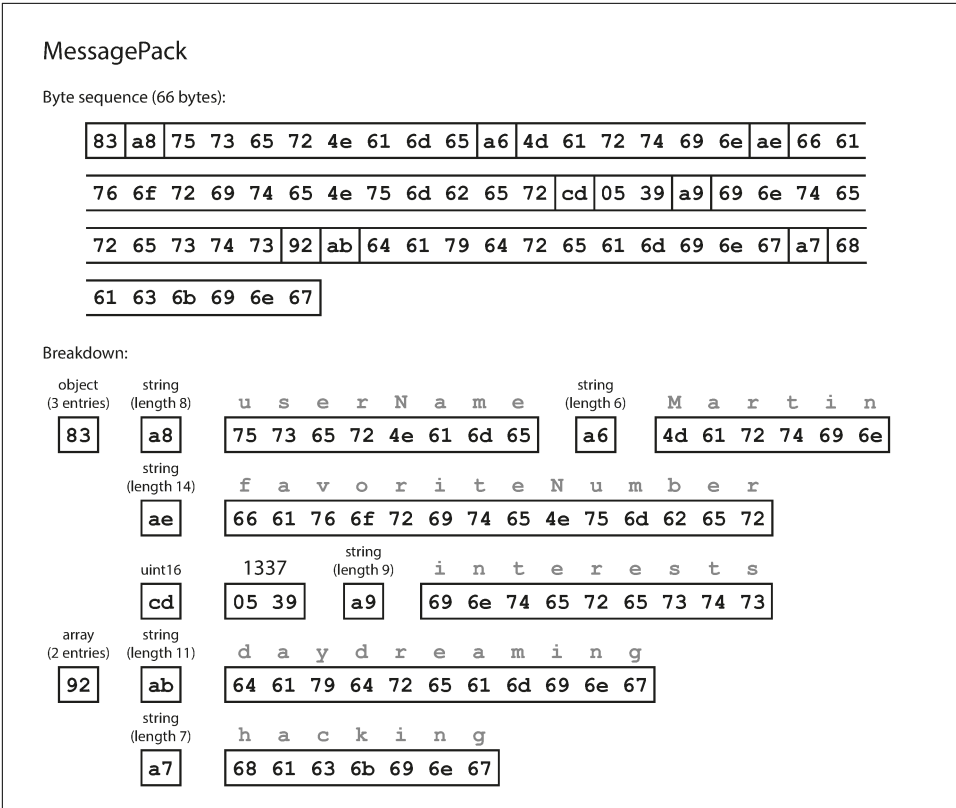 MessagePack
Byte sequence (66 bytes):
83 a8 75 73 65 72 4e 61 6d 65 a6 4d 61 72 74 69 6e ae 66 61
76 6f 72 69 74 65 4e 75 6d 62 65 72 cd 05 39 a9 69 6e 74 65
72 65 73 74 73 92 ab 64 61 79 64 72 65 61 6d 69 6e 67 a7 68
61 63 6b 69 6e 67
Breakdown:
object string string
(3 entries) (length 8) u s e r N a m e (length 6) M a r t i n
83 a8 75 73 65 72 4e 61 6d 65 a6 4d 61 72 74 69 6e
string
(length 14) f a v o r i t e N u m b e r
ae 66 61 76 6f 72 69 74 65 4e 75 6d 62 65 72
string
uint16 1337 (length 9) i n t e r e s t s
cd 05 39 a9 69 6e 74 65 72 65 73 74 73
array string
(2 entries) (length 11) d a y d r e a m i n g
92 ab 64 61 79 64 72 65 61 6d 69 6e 67
string
(length 7) h a c k i n g
a7 68 61 63 6b 69 6e 67